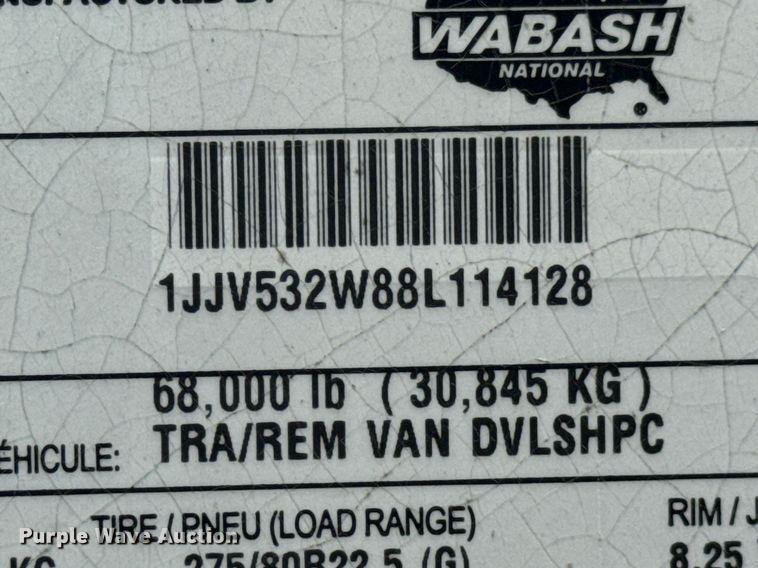 WABASH
NATIONAL
®
1JJV532W88L114128
68,000 lb ( 30,845 KG )
TRA/REM VAN DVLSHPC
ÉHICULE:
TIRE / PNEU (LOAD RANGE)
RIM / J
KG
275/80R22.5 (G)
8.25
Purple Wave Auction